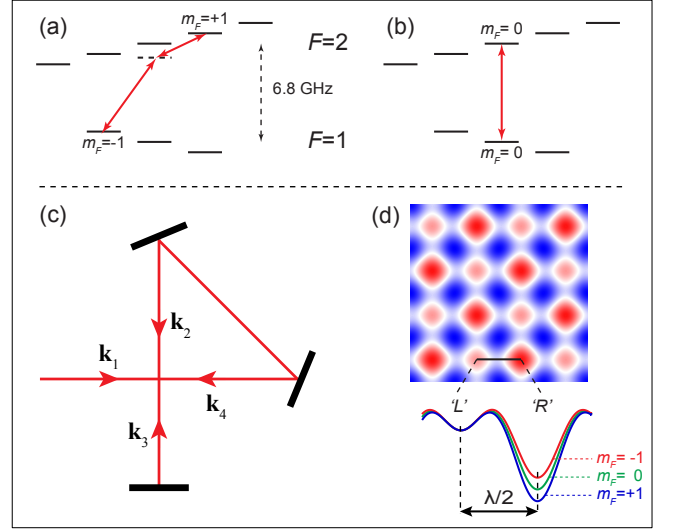 (a)
m_F=+1
F=2
6.8 GHz
F=1
m_F=-1
(b)
m_F= 0
m_F= 0
(c)
k₂
k₁
k₄
k₃
(d)
'L'
'R'
m_F= -1
m_F= 0
m_F=+1
λ/2